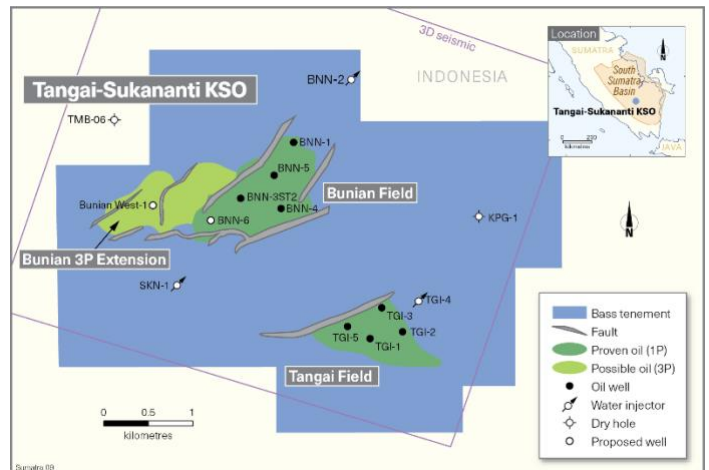 3D seismic
INDONESIA
BNN-2
Tangai-Sukananti KSO
TMB-06
BNN-1
BNN-5
Bunian Field
BNN-3ST2
BNN-4
Bunian West-1
BNN-6
KPG-1
Bunian 3P Extension
N
SKN-1
TGI-4
TGI-3
TGI-2
TGI-5
TGI-1
Tangai Field
0 0.5 1
kilometres
Location
SUMATRA
N
South
Sumatra
Basin
Tangai-Sukananti KSO
kilometres
JAVA
Bass tenement
Fault
Proven oil (1P)
Possible oil (3P)
Oil well
Water injector
Dry hole
Proposed well
Sumatra 09